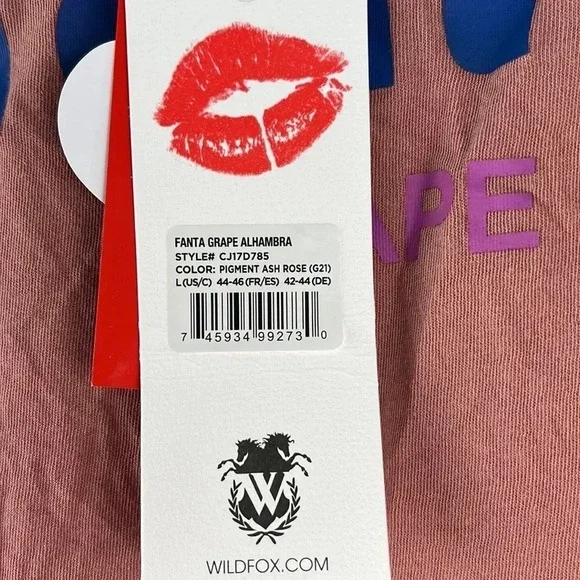 FANTA GRAPE ALHAMBRA
STYLE# CJ17D785
COLOR: PIGMENT ASH ROSE (G21)
L (US/C) 44-46 (FR/ES) 42-44 (DE)
7 45934 99273 0
APE
W
WILDFOX.COM